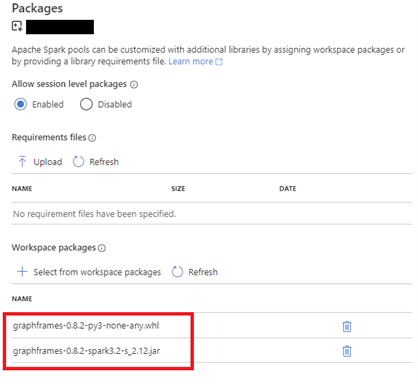 Packages
Apache Spark pools can be customized with additional libraries by assigning workspace packages or
by providing a library requirements file. Learn more
Allow session level packages
Enabled Disabled
Requirements files
Upload Refresh
NAME SIZE DATE
No requirement files have been specified.
Workspace packages
Select from workspace packages Refresh
NAME
graphframes-0.8.2-py3-none-any.whl
graphframes-0.8.2-spark3.2-s_2.12.jar